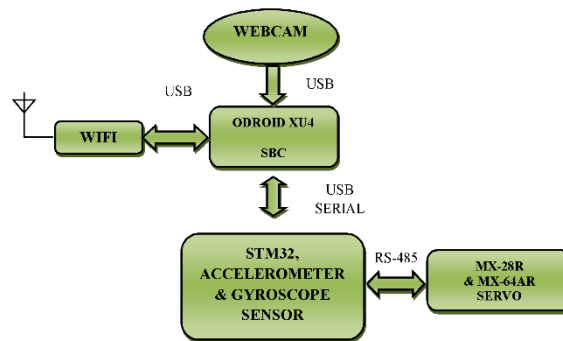 WEBCAM
USB
USB
WIFI
ODROID XU4
SBC
USB
SERIAL
STM32,
ACCELEROMETER
& GYROSCOPE
SENSOR
RS-485
MX-28R
& MX-64AR
SERVO